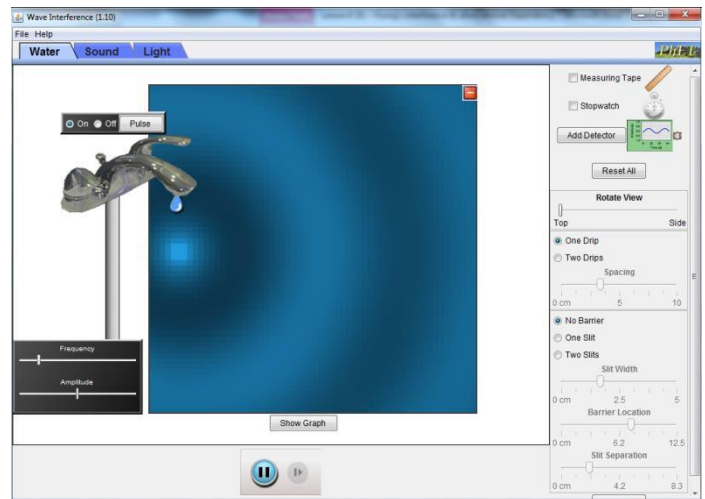 Wave Interference (1.10)
File Help
Water Sound Light
PhET
On Off Pulse
Measuring Tape
Stopwatch
Add Detector
Reset All
Rotate View
Top Side
One Drip
Two Drips
Spacing
0 cm 5 10
No Barrier
One Slit
Two Slits
Slit Width
0 cm 2.5 5
Barrier Location
0 cm 6.2 12.5
Slit Separation
0 cm 4.2 8.3
Frequency
Amplitude
Show Graph